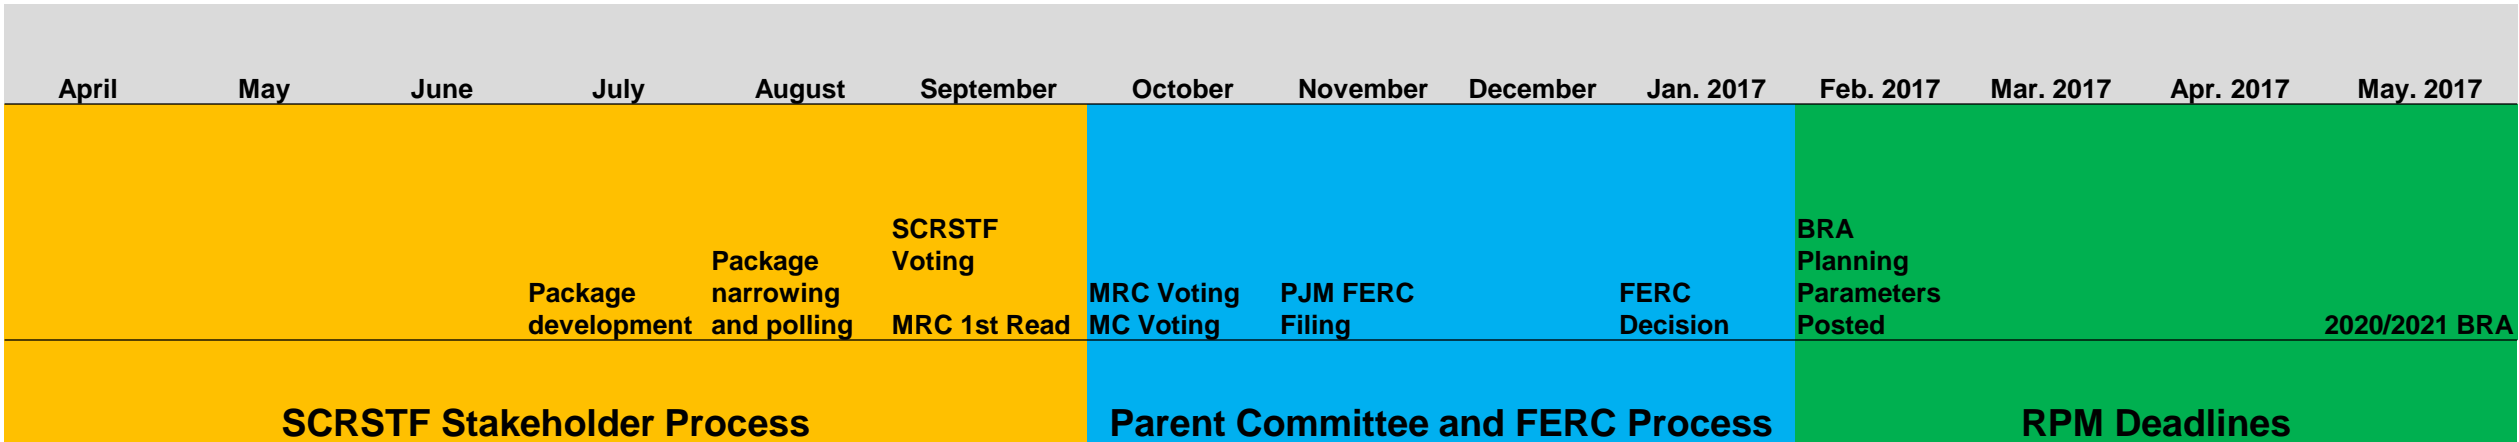 April May June July August September October November December Jan. 2017 Feb. 2017 Mar. 2017 Apr. 2017 May. 2017
Package
development
Package
narrowing
and polling
SCRSTF
Voting
MRC 1st Read
MRC Voting
MC Voting
PJM FERC
Filing
FERC
Decision
BRA
Planning
Parameters
Posted
2020/2021 BRA
SCRSTF Stakeholder Process
Parent Committee and FERC Process
RPM Deadlines